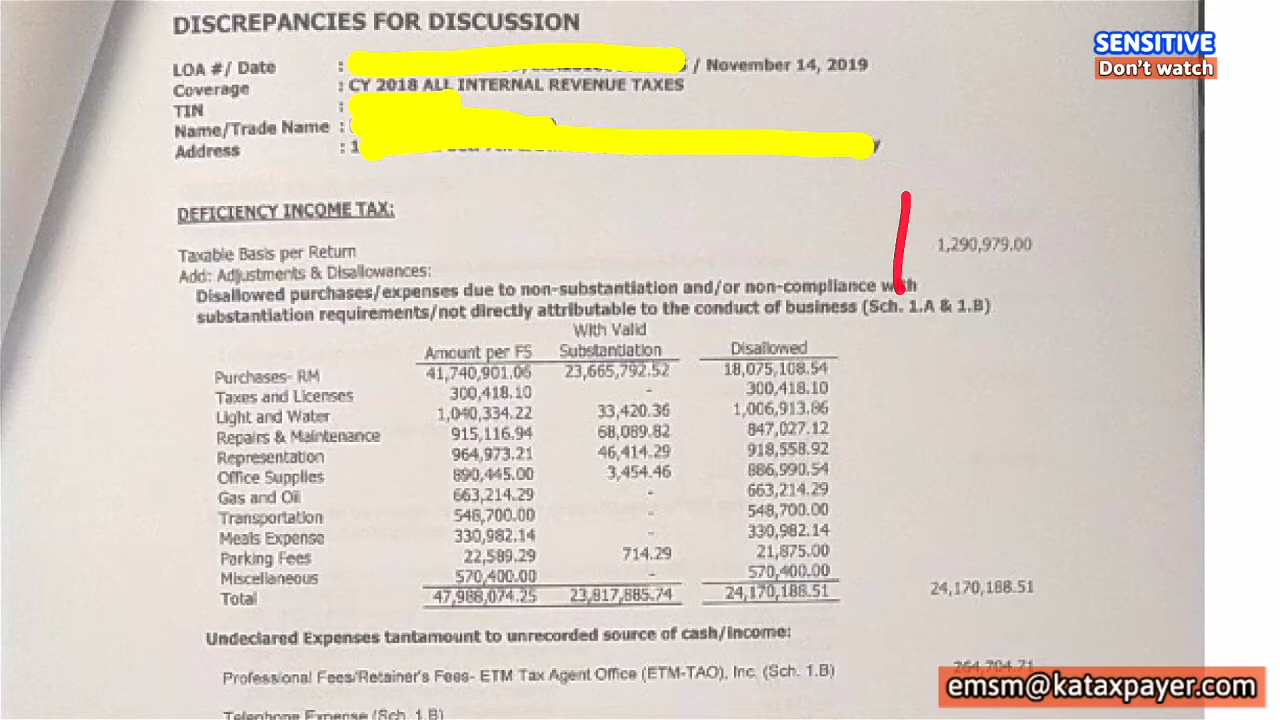 DISCREPANCIES FOR DISCUSSION
SENSITIVE
Don't watch
LOA #/ Date : / November 14, 2019
Coverage : CY 2018 ALL INTERNAL REVENUE TAXES
TIN :
Name/Trade Name :
Address :
DEFICIENCY INCOME TAX:
Taxable Basis per Return 1,290,979.00
Add: Adjustments & Disallowances:
Disallowed purchases/expenses due to non-substantiation and/or non-compliance with
substantiation requirements/not directly attributable to the conduct of business (Sch. 1.A & 1.B)
With Valid
Amount per FS Substantiation Disallowed
Purchases- RM 41,740,901.06 23,665,792.52 18,075,108.54
Taxes and Licenses 300,418.10 - 300,418.10
Light and Water 1,040,334.22 33,420.36 1,006,913.86
Repairs & Maintenance 915,116.94 68,089.82 847,027.12
Representation 964,973.21 46,414.29 918,558.92
Office Supplies 890,445.00 3,454.46 886,990.54
Gas and Oil 663,214.29 - 663,214.29
Transportation 548,700.00 - 548,700.00
Meals Expense 330,982.14 - 330,982.14
Parking Fees 22,589.29 714.29 21,875.00
Miscellaneous 570,400.00 - 570,400.00
Total 47,988,074.25 23,817,885.74 24,170,188.51 24,170,188.51
Undeclared Expenses tantamount to unrecorded source of cash/income:
Professional Fees/Retainer's Fees- ETM Tax Agent Office (ETM-TAO), Inc. (Sch. 1.B) 264,704.71
emsm@kataxpayer.com
Telephone Expense (Sch. 1.B)